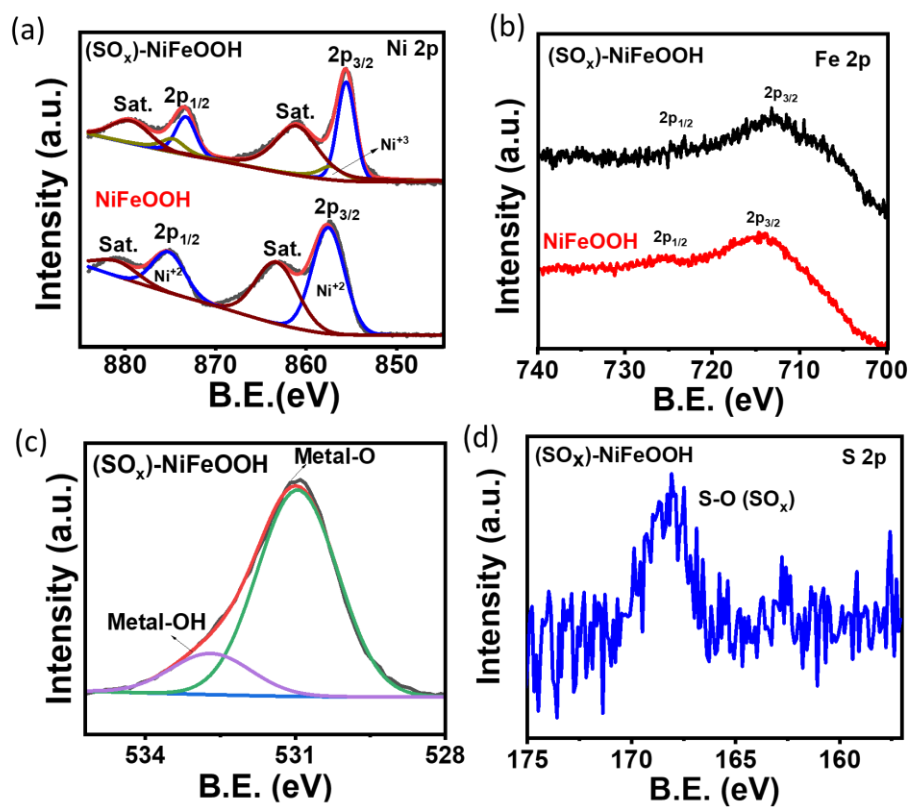 (a)
(SOₓ)-NiFeOOH
Ni 2p
2p₃/₂
2p₁/₂
Sat.
Sat.
Ni⁺³
NiFeOOH
2p₃/₂
2p₁/₂
Sat.
Sat.
Ni⁺²
Ni⁺²
Intensity (a.u.)
880 870 860 850
B.E.(eV)
(b)
(SOₓ)-NiFeOOH
Fe 2p
2p₃/₂
2p₁/₂
NiFeOOH
2p₁/₂
2p₃/₂
Intensity (a.u.)
740 730 720 710 700
B.E. (eV)
(c)
(SOₓ)-NiFeOOH
Metal-O
Metal-OH
Intensity (a.u.)
534 531 528
B.E. (eV)
(d)
(SOx)-NiFeOOH
S 2p
S-O (SOₓ)
Intensity (a.u.)
175 170 165 160
B.E. (eV)